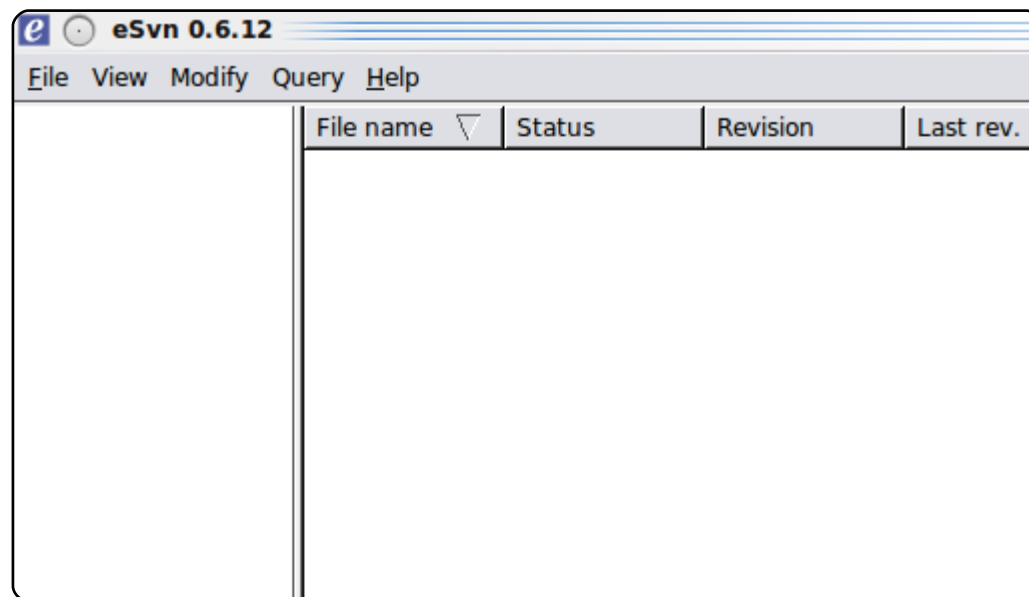 e eSvn 0.6.12
File View Modify Query Help
File name Status Revision Last rev.